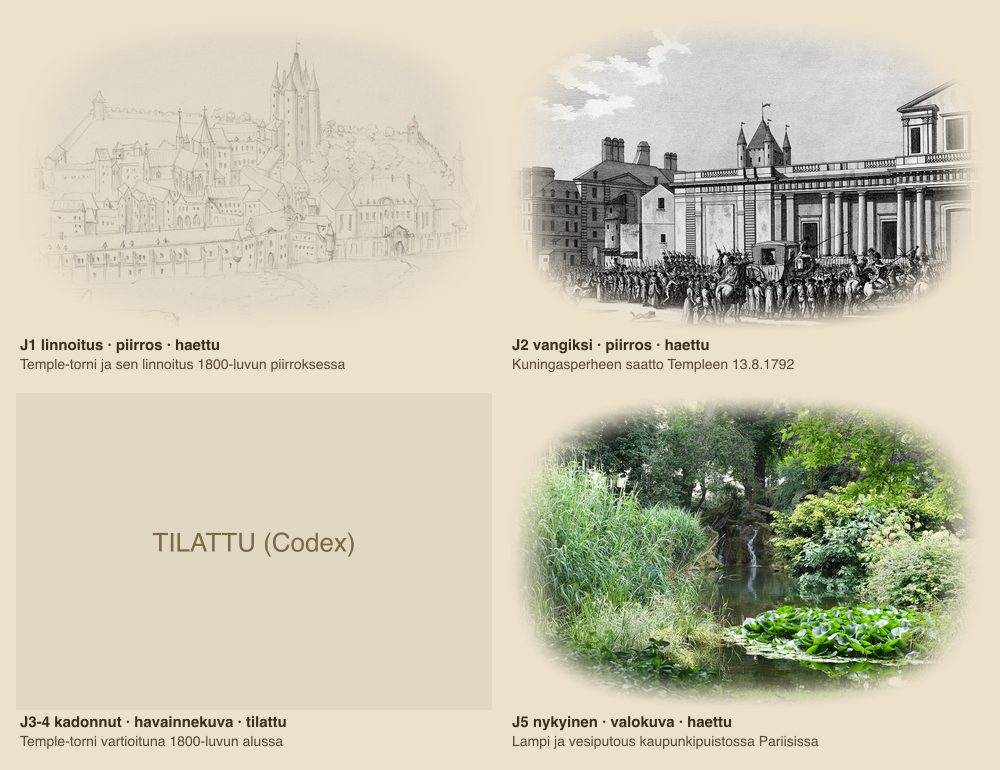 J1 linnoitus · piirros · haettu
Temple-torni ja sen linnoitus 1800-luvun piirroksessa
J2 vangiksi · piirros · haettu
Kuningasperheen saatto Templeen 13.8.1792
TILATTU (Codex)
J3-4 kadonnut · havainnekuva · tilattu
Temple-torni vartioituna 1800-luvun alussa
J5 nykyinen · valokuva · haettu
Lampi ja vesiputous kaupunkipuistossa Pariisissa